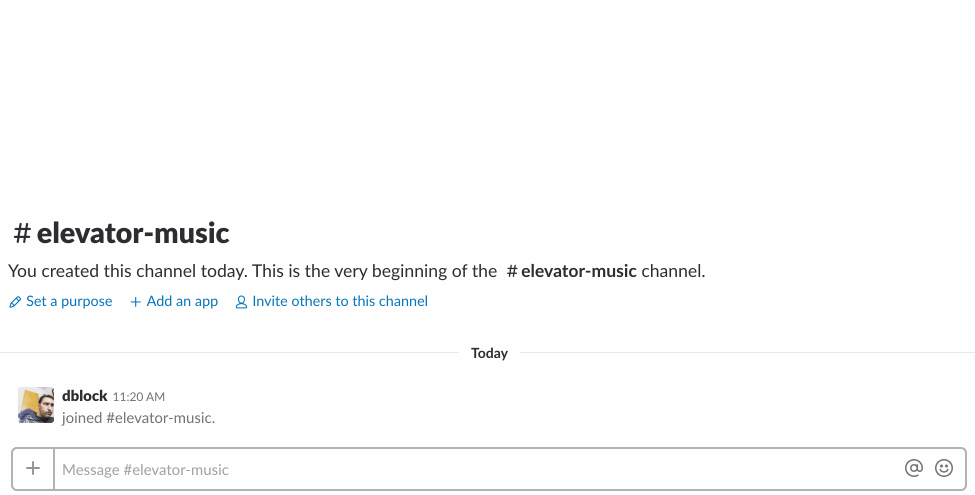 # elevator-music
You created this channel today. This is the very beginning of the # elevator-music channel.
Set a purpose + Add an app Invite others to this channel
Today
dblock 11:20 AM
joined #elevator-music.
+ Message #elevator-music @